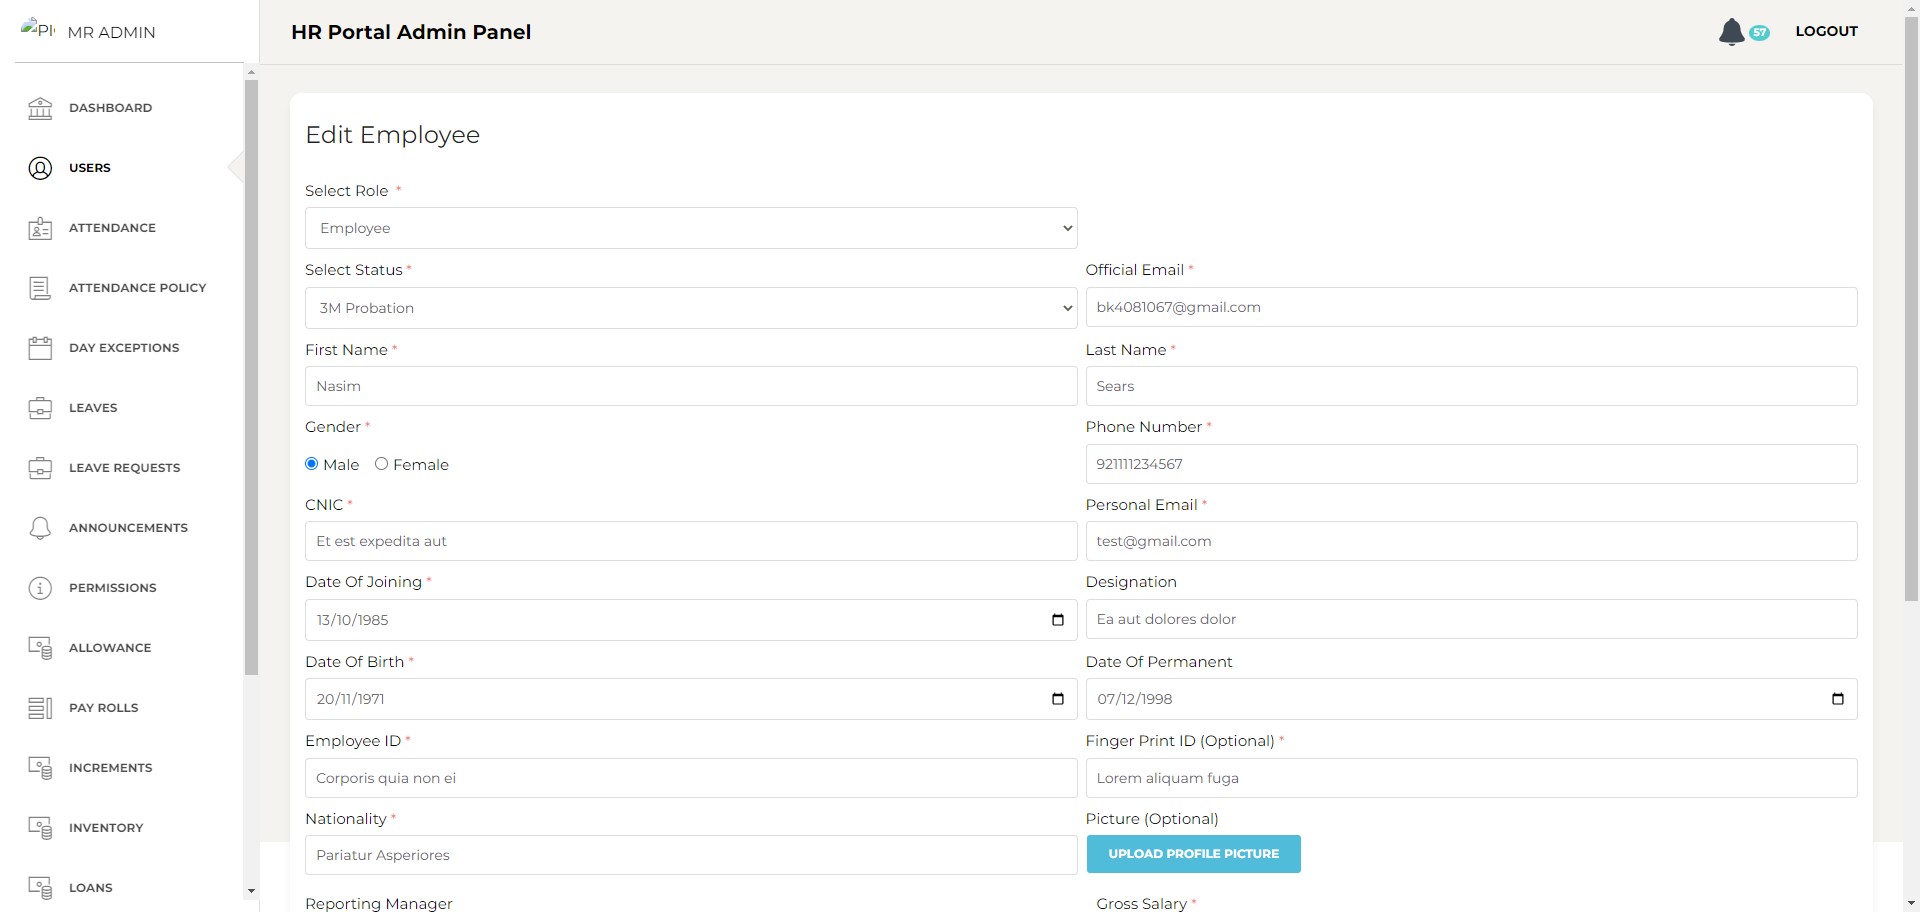 MR ADMIN
HR Portal Admin Panel
57
LOGOUT
DASHBOARD
USERS
ATTENDANCE
ATTENDANCE POLICY
DAY EXCEPTIONS
LEAVES
LEAVE REQUESTS
ANNOUNCEMENTS
PERMISSIONS
ALLOWANCE
PAY ROLLS
INCREMENTS
INVENTORY
LOANS
Edit Employee
Select Role *
Employee
Select Status *
3M Probation
Official Email *
bk4081067@gmail.com
First Name *
Nasim
Last Name *
Sears
Gender *
Male Female
Phone Number *
921111234567
CNIC *
Et est expedita aut
Personal Email *
test@gmail.com
Date Of Joining *
13/10/1985
Designation
Ea aut dolores dolor
Date Of Birth *
20/11/1971
Date Of Permanent
07/12/1998
Employee ID *
Corporis quia non ei
Finger Print ID (Optional) *
Lorem aliquam fuga
Nationality *
Pariatur Asperiores
Picture (Optional)
UPLOAD PROFILE PICTURE
Reporting Manager
Gross Salary *